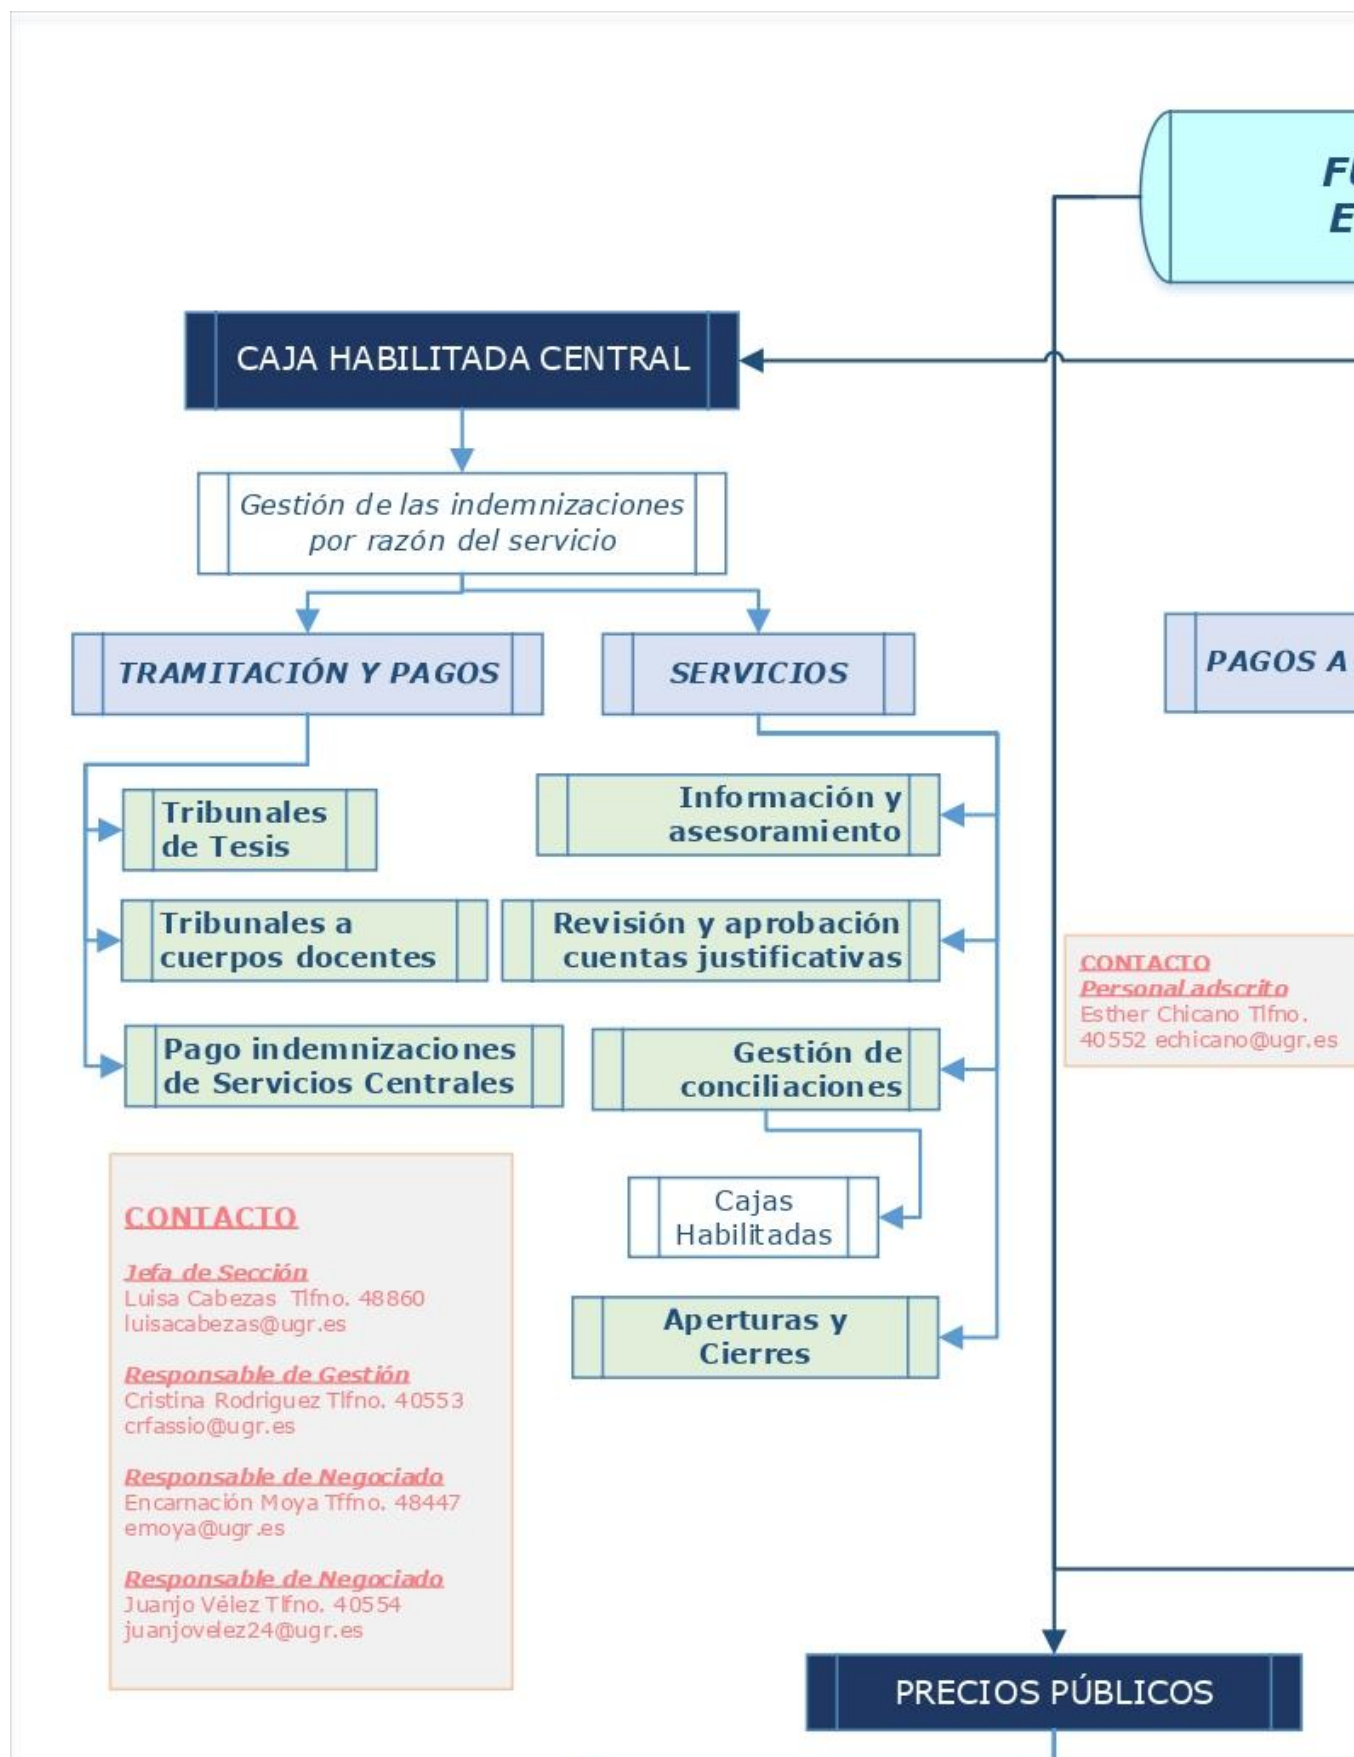 FU
E
CAJA HABILITADA CENTRAL
Gestión de las indemnizaciones
por razón del servicio
TRAMITACIÓN Y PAGOS
SERVICIOS
PAGOS A
Tribunales
de Tesis
Información y
asesoramiento
Tribunales a
cuerpos docentes
Revisión y aprobación
cuentas justificativas
CONTACTO
Personal adscrito
Esther Chicano Tlfno.
40552 echicano@ugr.es
Pago indemnizaciones
de Servicios Centrales
Gestión de
conciliaciones
Cajas
Habilitadas
Aperturas y
Cierres
CONTACTO
Jefa de Sección
Luisa Cabezas Tlfno. 48860
luisacabezas@ugr.es
Responsable de Gestión
Cristina Rodriguez Tlfno. 40553
crfassio@ugr.es
Responsable de Negociado
Encarnación Moya Tffno. 48447
emoya@ugr.es
Responsable de Negociado
Juanjo Vélez Tlfno. 40554
juanjovelez24@ugr.es
PRECIOS PÚBLICOS